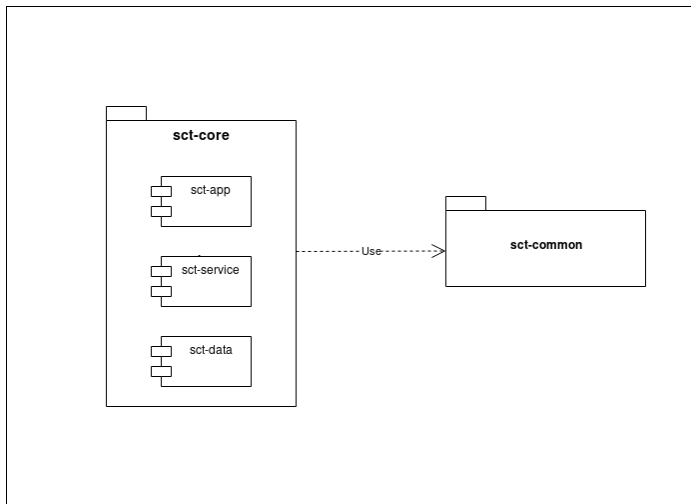 sct-core
sct-app
sct-service
sct-data
Use
sct-common